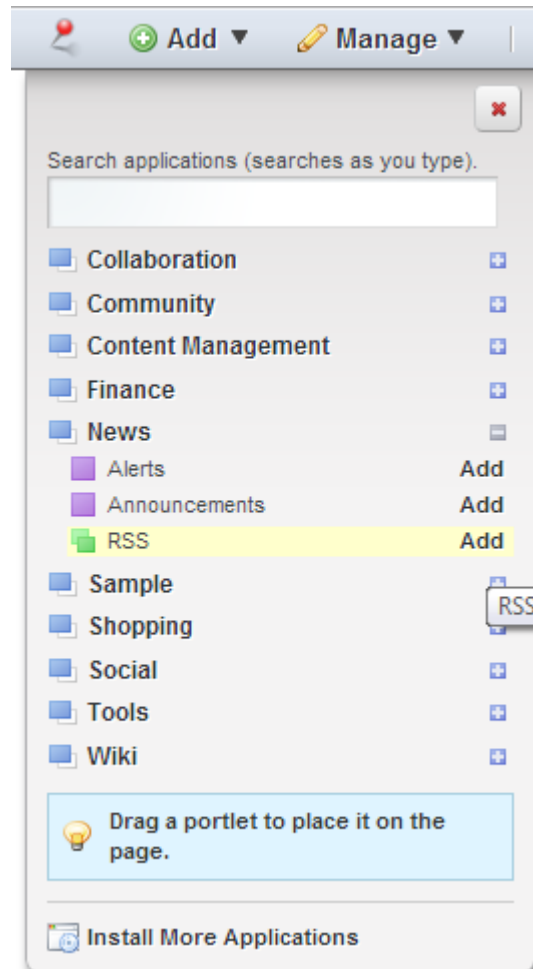 Add ▼ Manage ▼
Search applications (searches as you type).
Collaboration
Community
Content Management
Finance
News
Alerts Add
Announcements Add
RSS Add
Sample
RSS
Shopping
Social
Tools
Wiki
Drag a portlet to place it on the
page.
Install More Applications